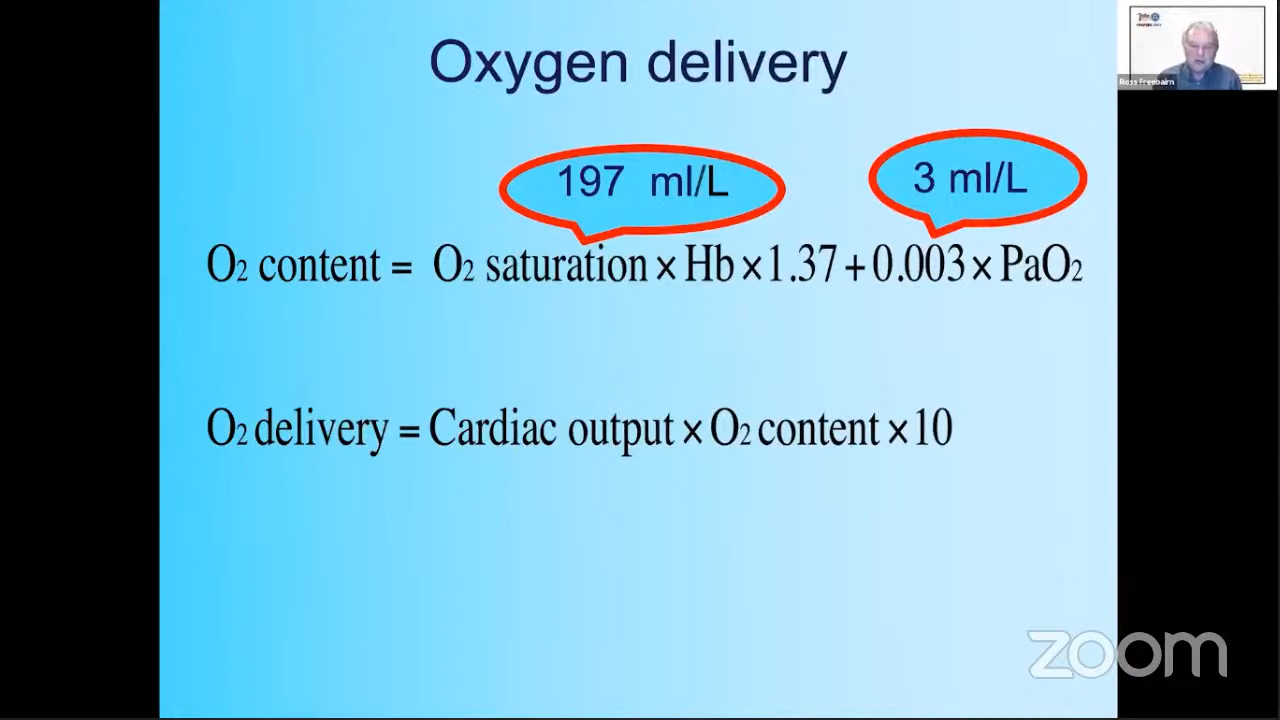 Oxygen delivery
197 ml/L
3 ml/L
O2 content = O2 saturation × Hb × 1.37 + 0.003 × PaO2
O2 delivery = Cardiac output × O2 content × 10
Ross Freebairn
zoom